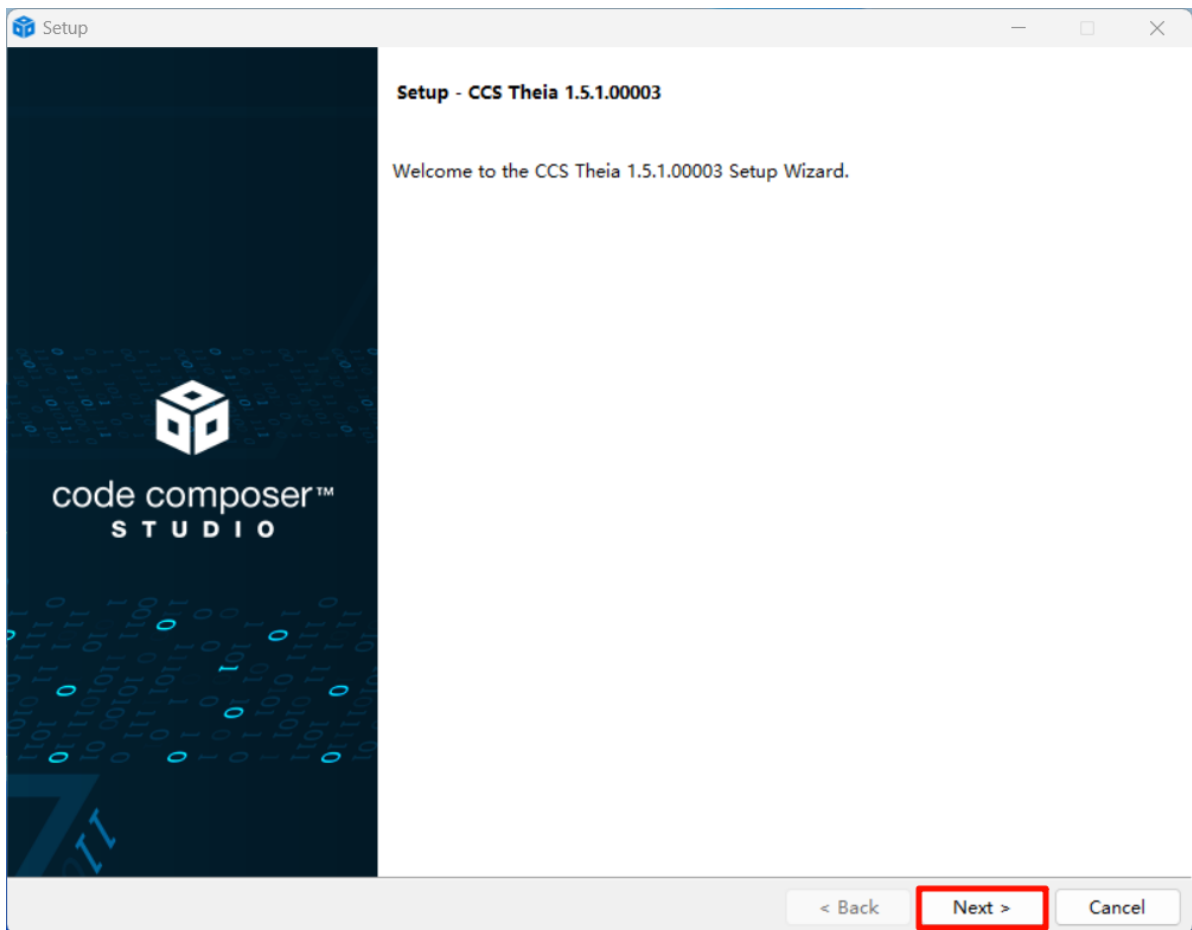 Setup
Setup - CCS Theia 1.5.1.00003
Welcome to the CCS Theia 1.5.1.00003 Setup Wizard.
code composer™
STUDIO
< Back
Next >
Cancel